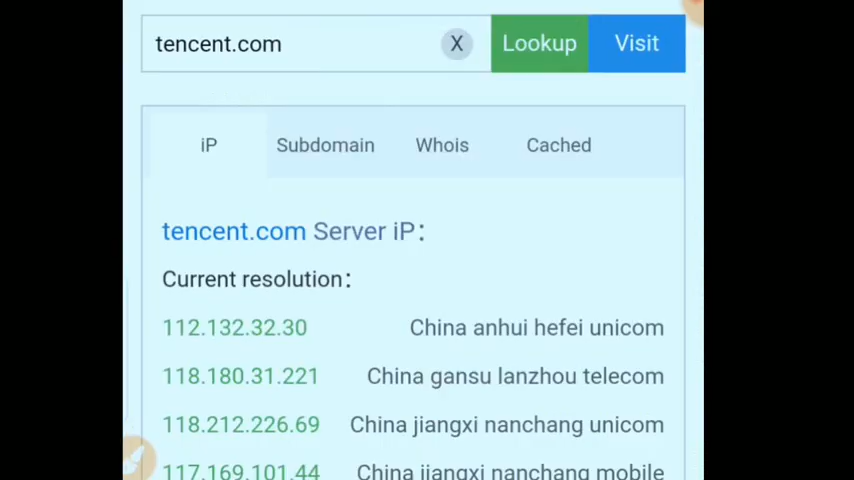 tencent.com X Lookup Visit
iP Subdomain Whois Cached
tencent.com Server iP：
Current resolution：
112.132.32.30 China anhui hefei unicom
118.180.31.221 China gansu lanzhou telecom
118.212.226.69 China jiangxi nanchang unicom
117.169.101.44 China jiangxi nanchang mobile